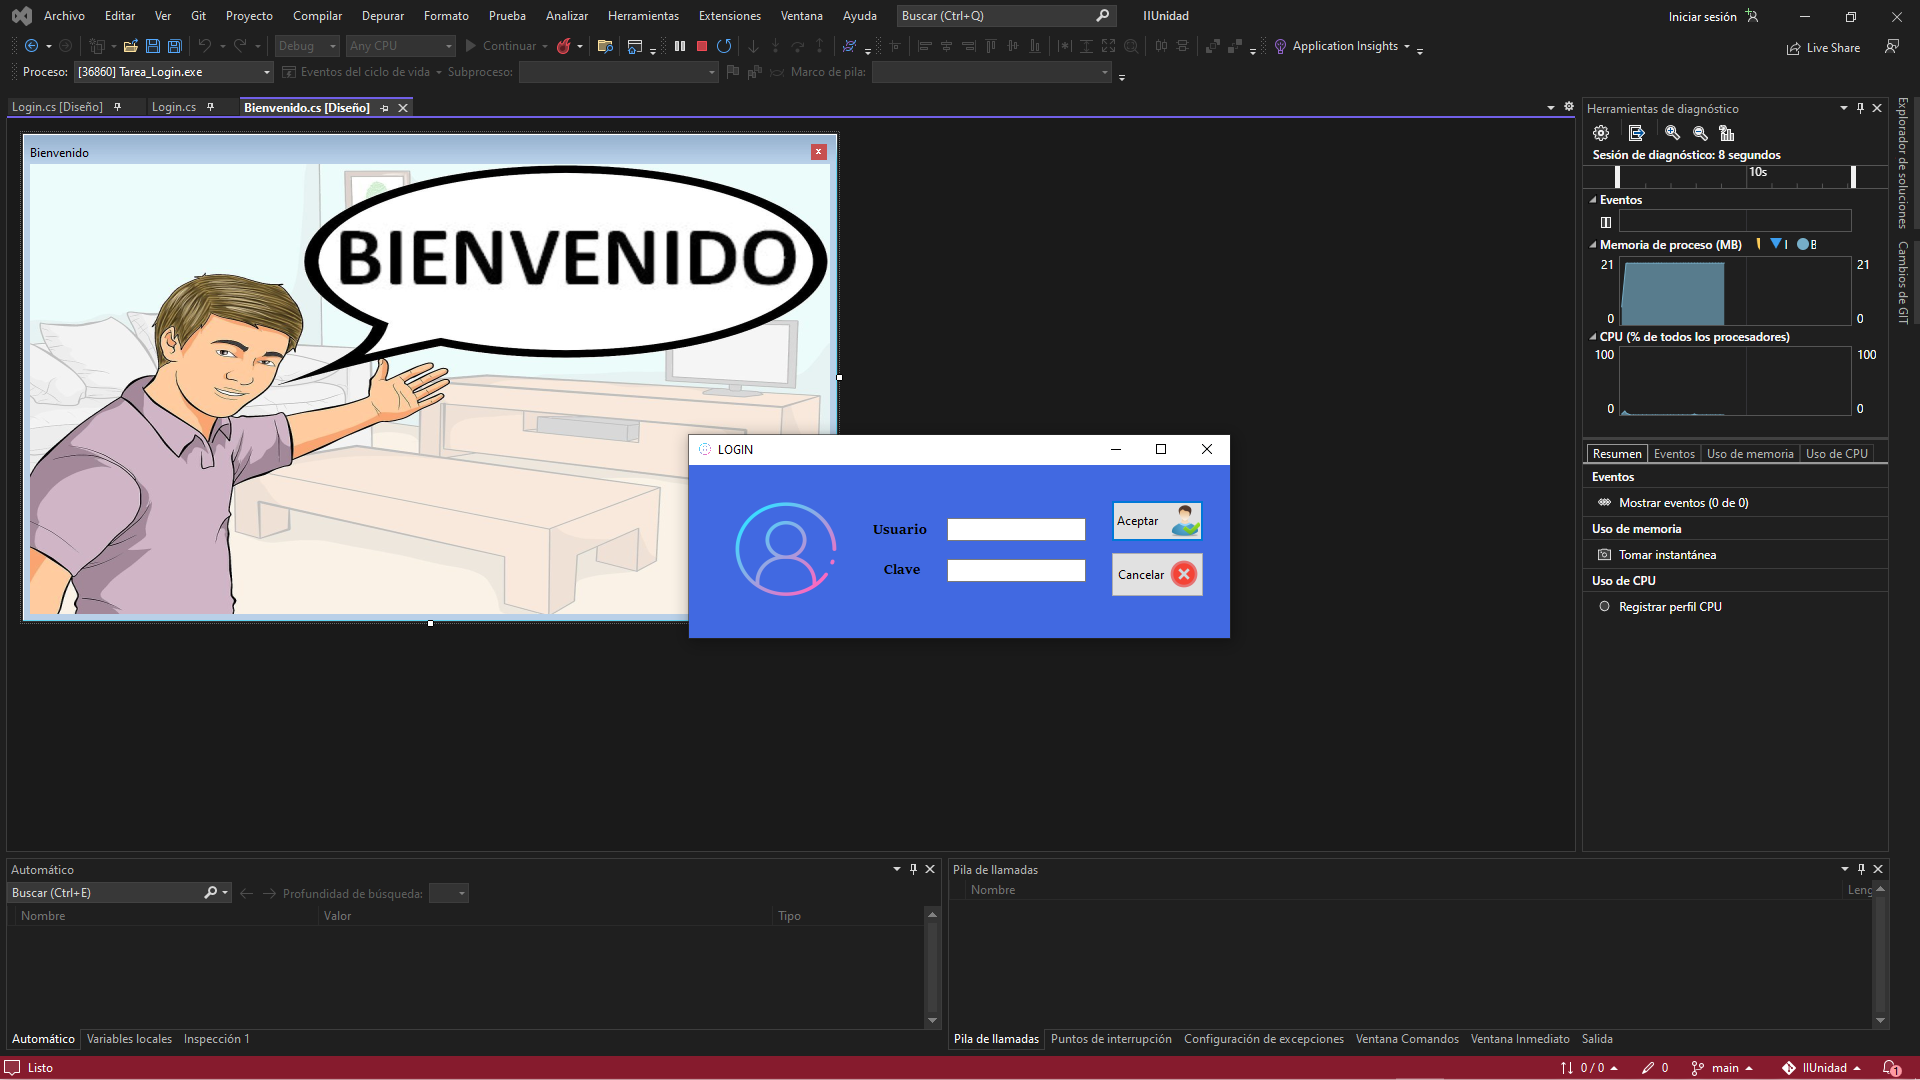 Archivo Editar Ver Git Proyecto Compilar Depurar Formato Prueba Analizar Herramientas Extensiones Ventana Ayuda Buscar (Ctrl+Q) IIUnidad Iniciar sesión
Debug Any CPU Continuar Application Insights Live Share
Proceso: [36860] Tarea_Login.exe Eventos del ciclo de vida Subproceso: Marco de pila:
Login.cs [Diseño] Login.cs Bienvenido.cs [Diseño]
Bienvenido
BIENVENIDO
LOGIN
Usuario
Clave
Aceptar
Cancelar
Herramientas de diagnóstico
Sesión de diagnóstico: 8 segundos
10s
Eventos
Memoria de proceso (MB) I B
21 21
0 0
CPU (% de todos los procesadores)
100 100
0 0
Resumen Eventos Uso de memoria Uso de CPU
Eventos
Mostrar eventos (0 de 0)
Uso de memoria
Tomar instantánea
Uso de CPU
Registrar perfil CPU
Explorador de soluciones
Cambios de GIT
Automático
Buscar (Ctrl+E) Profundidad de búsqueda:
Nombre Valor Tipo
Automático Variables locales Inspección 1
Pila de llamadas
Nombre Leng
Pila de llamadas Puntos de interrupción Configuración de excepciones Ventana Comandos Ventana Inmediato Salida
Listo 0 / 0 0 main IIUnidad 1